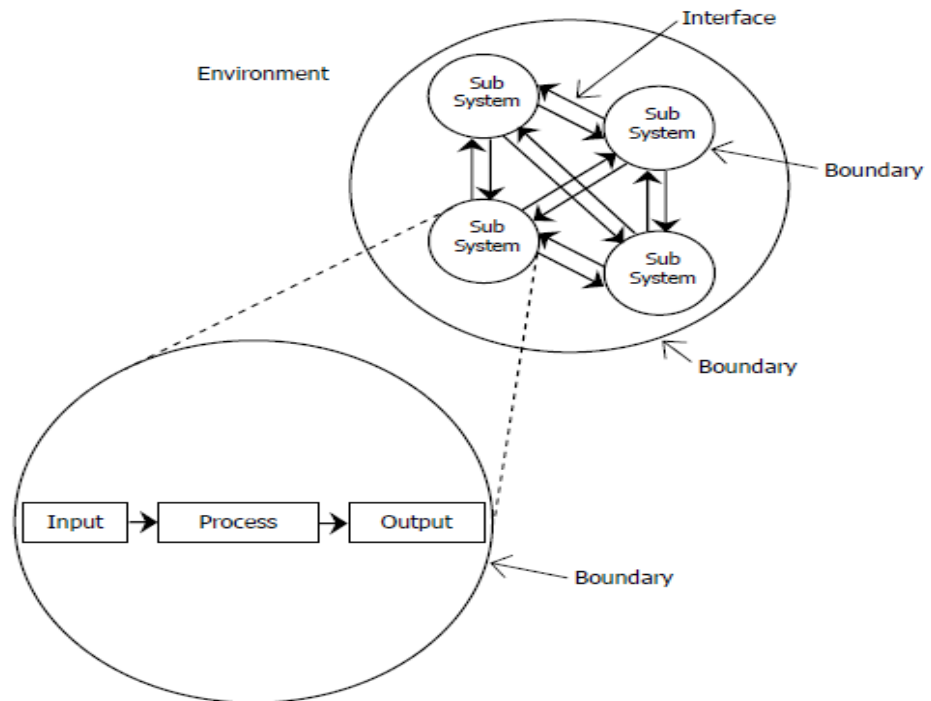 Interface
Environment
Sub
System
Sub
System
Boundary
Sub
System
Sub
System
Boundary
Input
Process
Output
Boundary